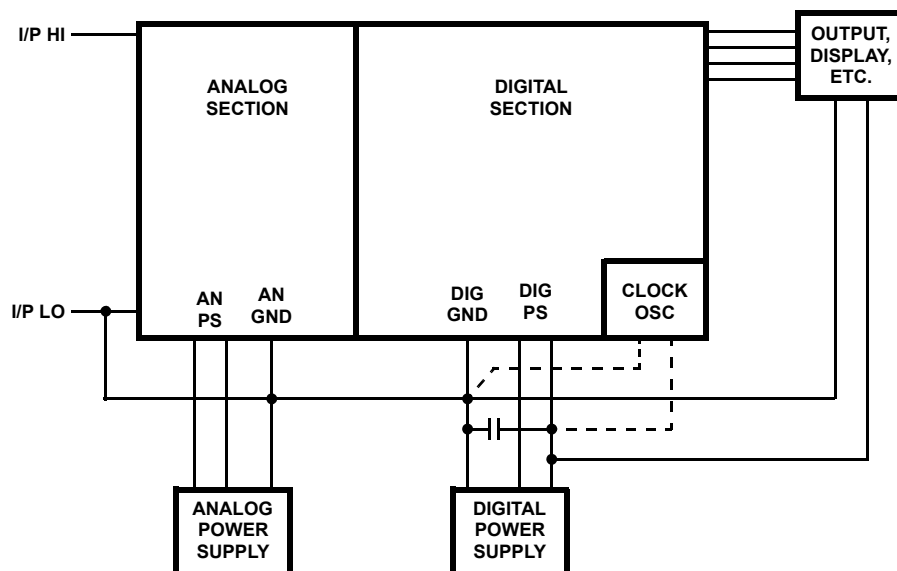 I/P HI
ANALOG
SECTION
DIGITAL
SECTION
OUTPUT,
DISPLAY,
ETC.
I/P LO
AN
PS
AN
GND
DIG
GND
DIG
PS
CLOCK
OSC
ANALOG
POWER
SUPPLY
DIGITAL
POWER
SUPPLY